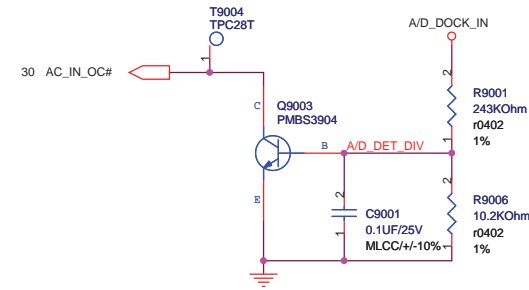 T9004
TPC28T
A/D_DOCK_IN
1
30 AC_IN_OC#
2
R9001
243KOhm
r0402
1%
1
C
Q9003
PMBS3904
B
A/D_DET_DIV
E
2
C9001
0.1UF/25V
MLCC/+/-10%
1
2
R9006
10.2KOhm
r0402
1%
1